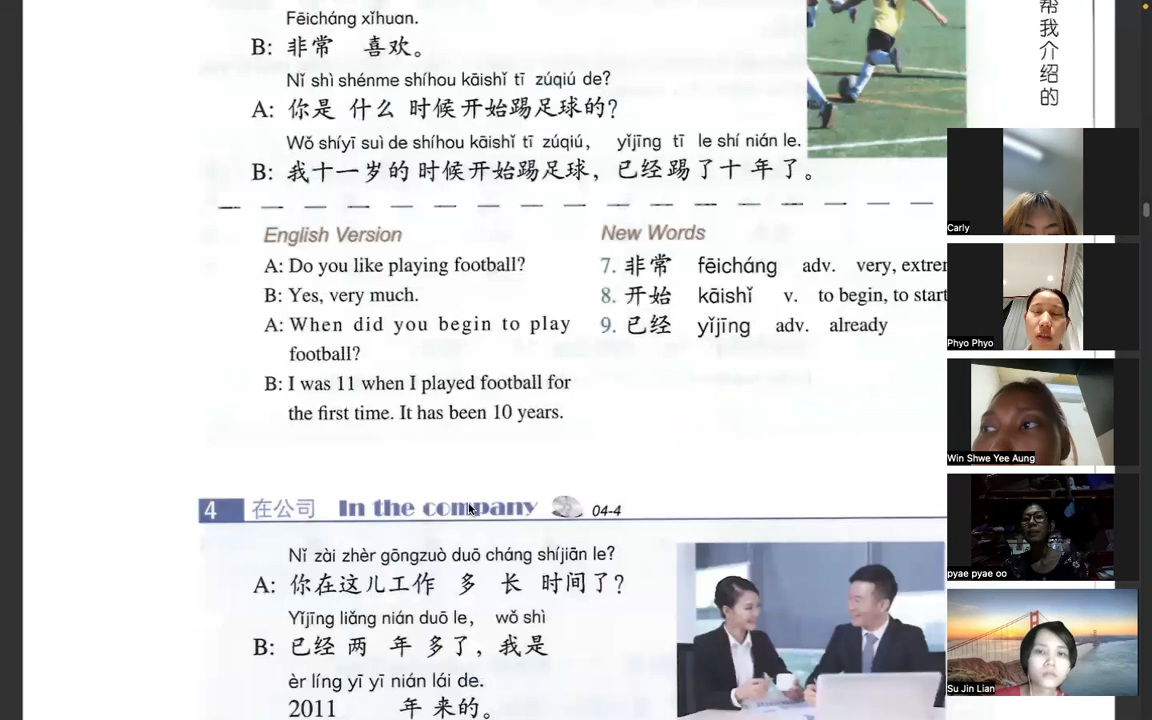 Fēicháng xǐhuan.
B: 非常 喜欢。
Nǐ shì shénme shíhou kāishǐ tī zúqiú de?
A: 你是 什么 时候开始踢足球的?
Wǒ shíyī suì de shíhou kāishǐ tī zúqiú, yǐjīng tī le shí nián le.
B: 我十一岁的 时候开始踢足球, 已经踢了十 年了。
English Version
A: Do you like playing football?
B: Yes, very much.
A: When did you begin to play
football?
B: I was 11 when I played football for
the first time. It has been 10 years.
New Words
7. 非常 fēicháng adv. very, extrem
8. 开始 kāishǐ v. to begin, to start
9. 已经 yǐjīng adv. already
4 在公司 In the company 04-4
Nǐ zài zhèr gōngzuò duō cháng shíjiān le?
A: 你在这儿工作 多 长 时间了?
Yǐjīng liǎng nián duō le, wǒ shì
B: 已经 两 年 多了, 我是
èr líng yī yī nián lái de.
2011 年 来的。
帮我介绍的
Carly
Phyo Phyo
Win Shwe Yee Aung
pyae pyae oo
Su Jin Lian